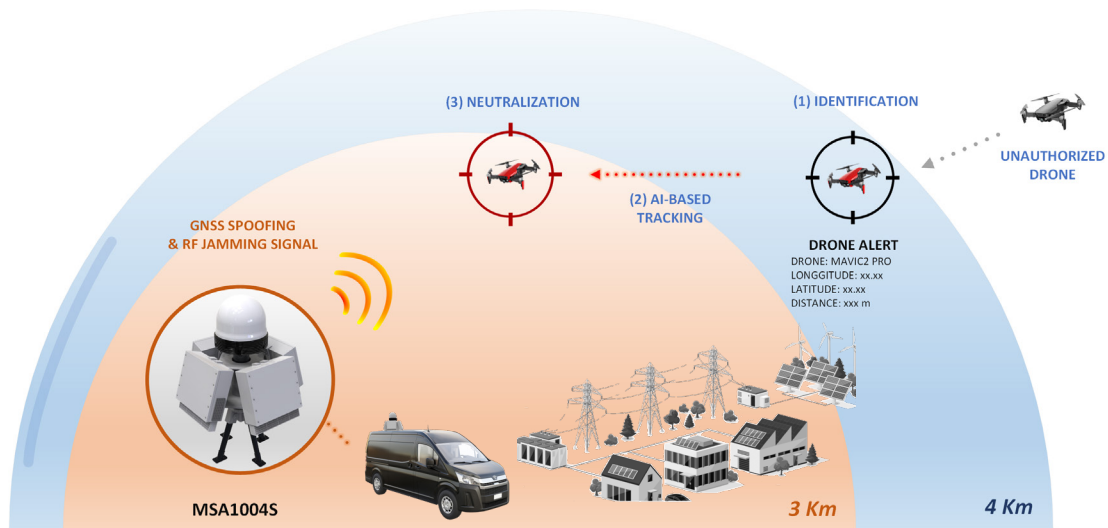 (3) NEUTRALIZATION
(1) IDENTIFICATION
UNAUTHORIZED
DRONE
(2) AI-BASED
TRACKING
GNSS SPOOFING
& RF JAMMING SIGNAL
DRONE ALERT
DRONE: MAVIC2 PRO
LONGGITUDE: xx.xx
LATITUDE: xx.xx
DISTANCE: xxx m
MSA1004S
3 Km
4 Km